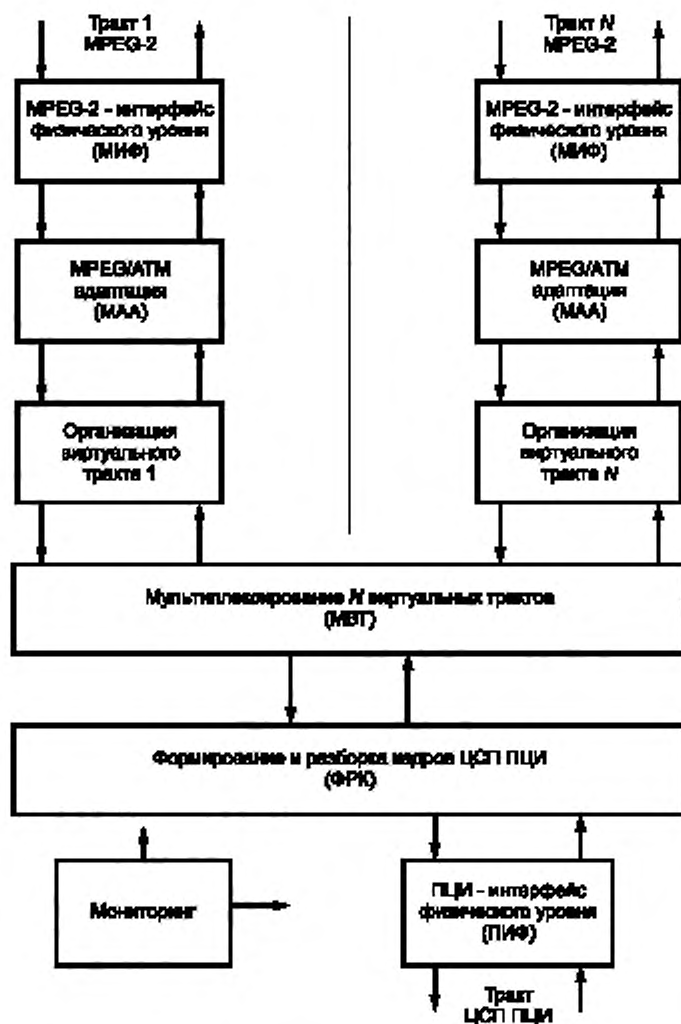 Тракт 1
MPEG-2
MPEG-2 - интерфейс
физического уровня
(МИФ)
MPEG/ATM
адаптация
(МАА)
Организация
виртуального
тракта 1
Тракт N
MPEG-2
MPEG-2 - интерфейс
физического уровня
(МИФ)
MPEG/ATM
адаптация
(МАА)
Организация
виртуального
тракта N
Мультиплексирование N виртуальных трактов
(МВТ)
Формирование и разборка кадров ЦСП ПЦИ
(ФРК)
Мониторинг
ПЦИ - интерфейс
физического уровня
(ПИФ)
Тракт
ЦСП ПЦИ